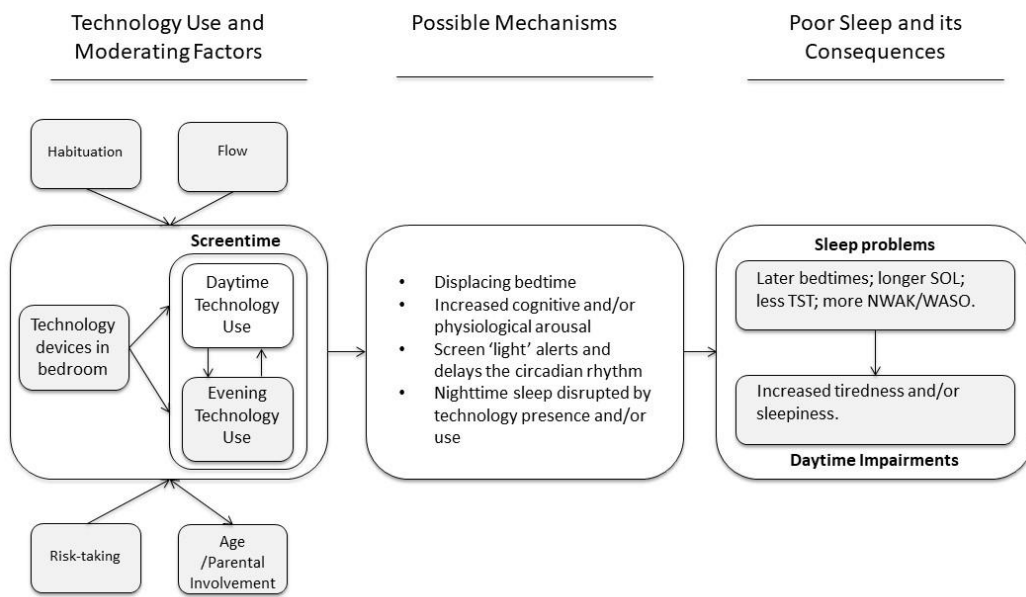 Technology Use and
Moderating Factors
Possible Mechanisms
Poor Sleep and its
Consequences
Habituation
Flow
Screentime
Daytime
Technology
Use
Technology
devices in
bedroom
Evening
Technology
Use
Risk-taking
Age
/Parental
Involvement
• Displacing bedtime
• Increased cognitive and/or
physiological arousal
• Screen ‘light’ alerts and
delays the circadian rhythm
• Nighttime sleep disrupted by
technology presence and/or
use
Sleep problems
Later bedtimes; longer SOL;
less TST; more NWAK/WASO.
Increased tiredness and/or
sleepiness.
Daytime Impairments